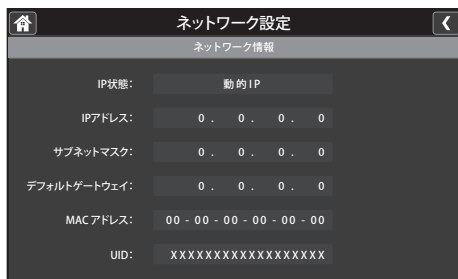 ネットワーク設定
ネットワーク情報
IP状態: 動的IP
IPアドレス: 0 . 0 . 0 . 0
サブネットマスク: 0 . 0 . 0 . 0
デフォルトゲートウェイ: 0 . 0 . 0 . 0
MACアドレス: 00 - 00 - 00 - 00 - 00 - 00
UID: XXXXXXXXXXXXXXXXXX